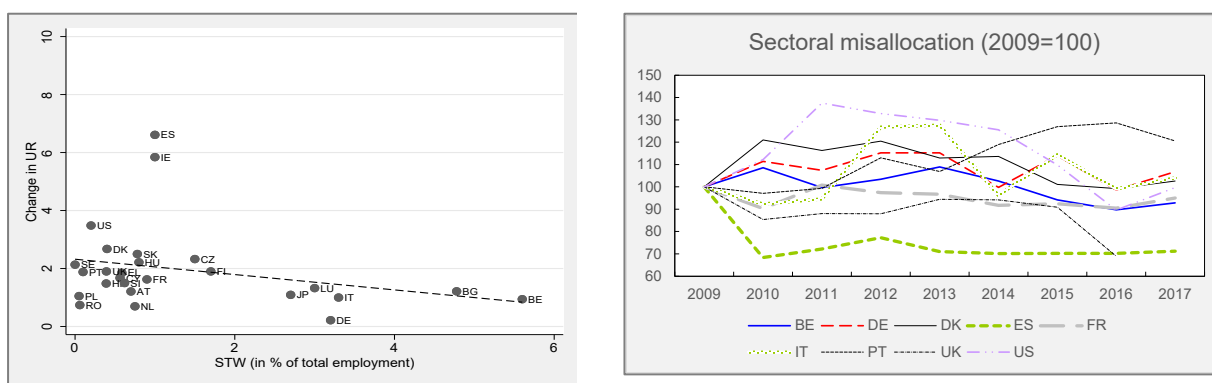 10
8
6
4
2
0
Change in UR
ES
IE
US
DK
SK
HU
CZ
SE
PT
UK
FI
CY
FR
SI
AT
PL
RO
NL
JP
LU
IT
DE
BG
BE
0 2 4 6
STW (in % of total employment)
Sectoral misallocation (2009=100)
150
140
130
120
110
100
90
80
70
60
2009 2010 2011 2012 2013 2014 2015 2016 2017
BE DE DK ES FR
IT PT UK US